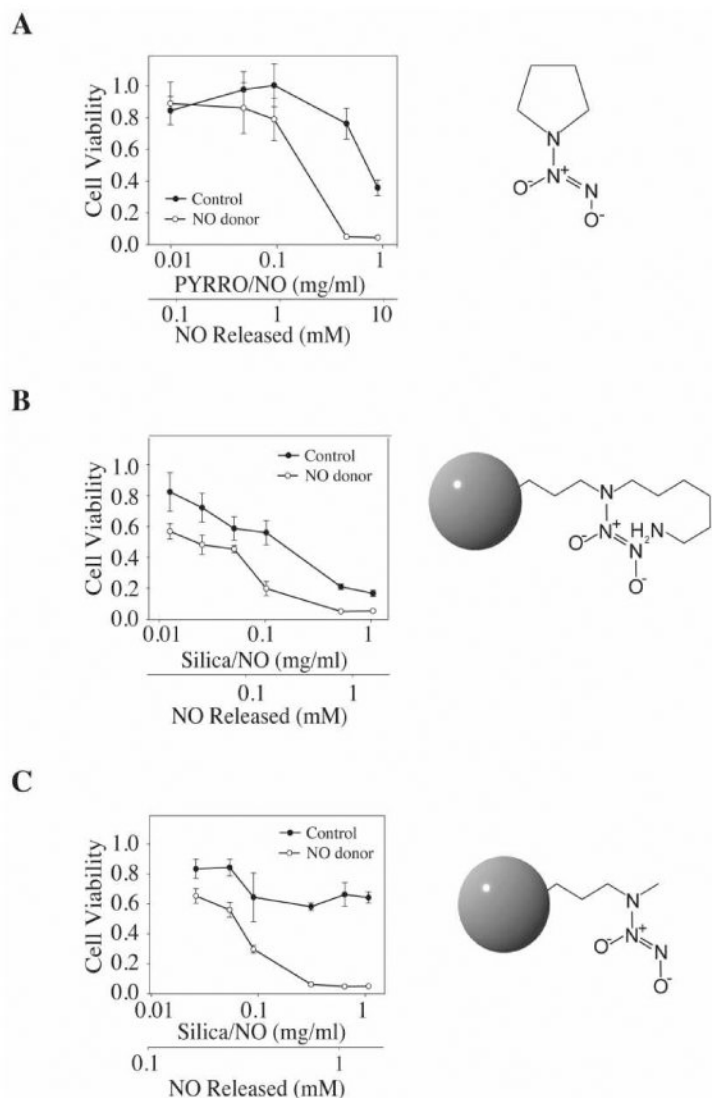 A
1.0
0.8
0.6
0.4
0.2
0.0
Cell Viability
Control
NO donor
0.01 0.1 1
PYRRO/NO (mg/ml)
0.1 1 10
NO Released (mM)
N
O- N+ N
O-
B
1.0
0.8
0.6
0.4
0.2
0.0
Cell Viability
Control
NO donor
0.01 0.1 1
Silica/NO (mg/ml)
0.1 1
NO Released (mM)
N
O- N+ H2N
N
O-
C
1.0
0.8
0.6
0.4
0.2
0.0
Cell Viability
Control
NO donor
0.01 0.1 1
Silica/NO (mg/ml)
0.1 1
NO Released (mM)
N
O- N+ N
O-